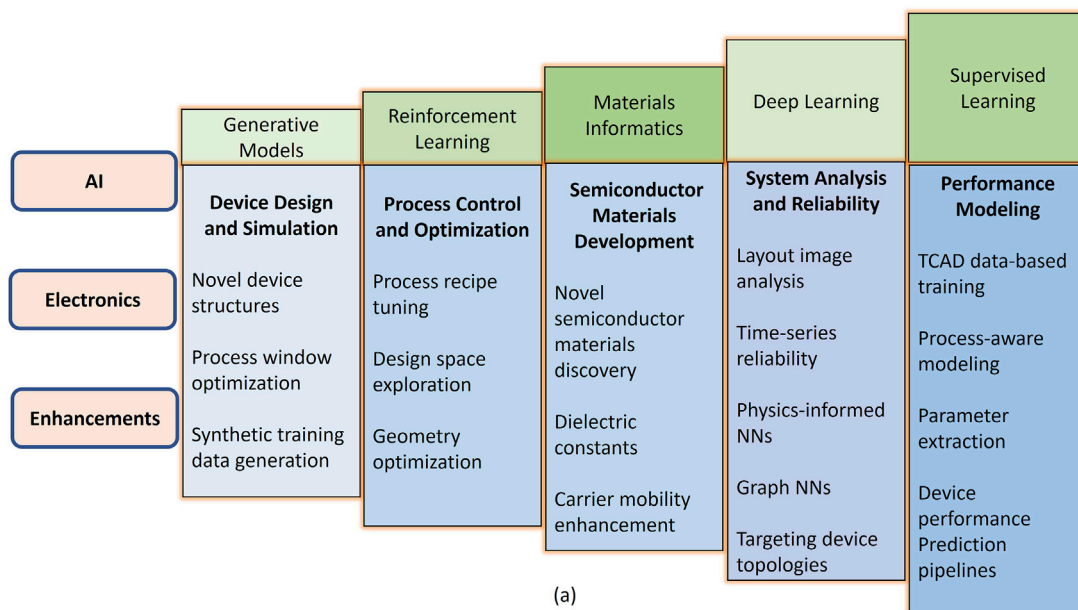 AI
Electronics
Enhancements
Generative
Models
Device Design
and Simulation
Novel device
structures
Process window
optimization
Synthetic training
data generation
Reinforcement
Learning
Process Control
and Optimization
Process recipe
tuning
Design space
exploration
Geometry
optimization
Materials
Informatics
Semiconductor
Materials
Development
Novel
semiconductor
materials
discovery
Dielectric
constants
Carrier mobility
enhancement
Deep Learning
System Analysis
and Reliability
Layout image
analysis
Time-series
reliability
Physics-informed
NNs
Graph NNs
Targeting device
topologies
Supervised
Learning
Performance
Modeling
TCAD data-based
training
Process-aware
modeling
Parameter
extraction
Device
performance
Prediction
pipelines
(a)